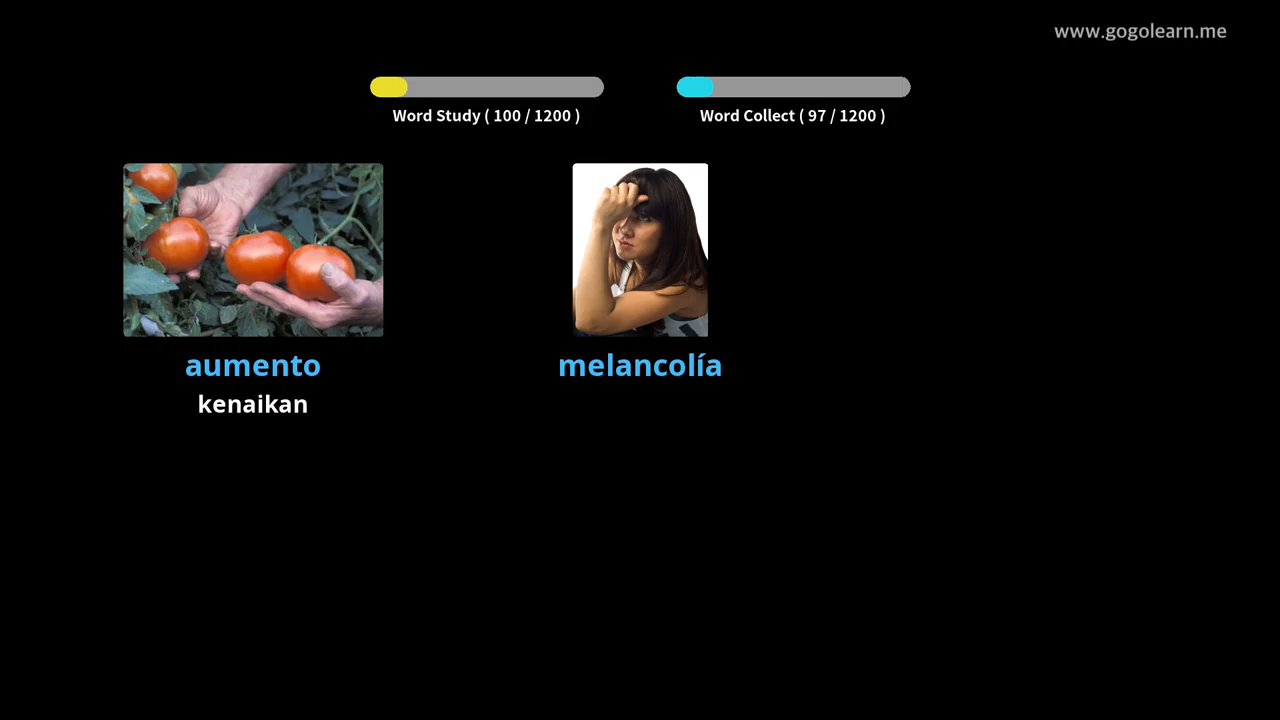 www.gogolearn.me
Word Study ( 100 / 1200 )
Word Collect ( 97 / 1200 )
aumento
kenaikan
melancolía